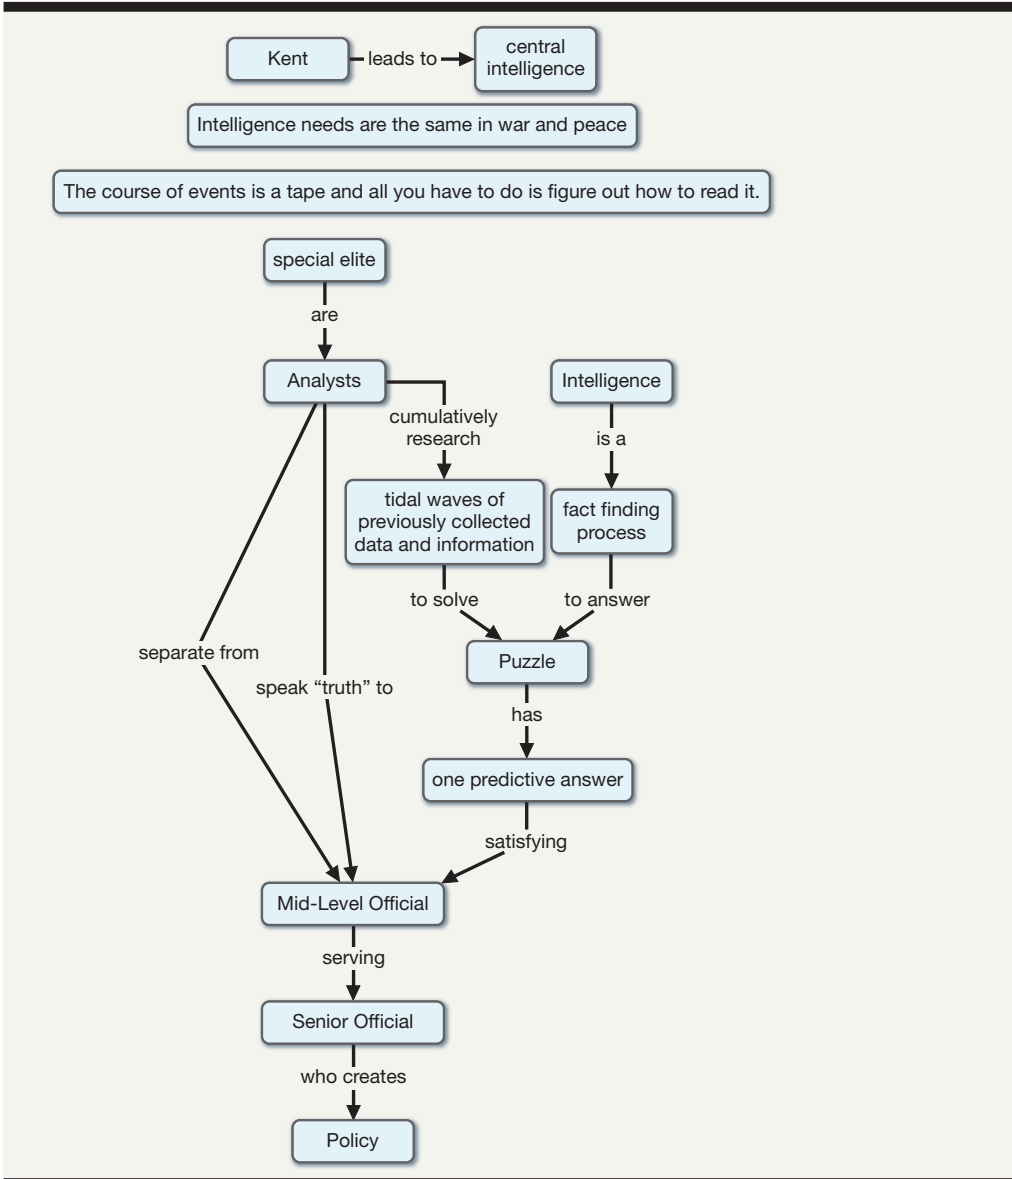 Kent
leads to
central
intelligence
Intelligence needs are the same in war and peace
The course of events is a tape and all you have to do is figure out how to read it.
special elite
are
Analysts
Intelligence
cumulatively
research
is a
tidal waves of
previously collected
data and information
fact finding
process
to solve
to answer
separate from
Puzzle
speak “truth” to
has
one predictive answer
satisfying
Mid-Level Official
serving
Senior Official
who creates
Policy